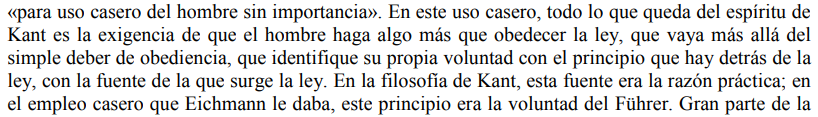 «para uso casero del hombre sin importancia». En este uso casero, todo lo que queda del espíritu de
Kant es la exigencia de que el hombre haga algo más que obedecer la ley, que vaya más allá del
simple deber de obediencia, que identifique su propia voluntad con el principio que hay detrás de la
ley, con la fuente de la que surge la ley. En la filosofía de Kant, esta fuente era la razón práctica; en
el empleo casero que Eichmann le daba, este principio era la voluntad del Führer. Gran parte de la